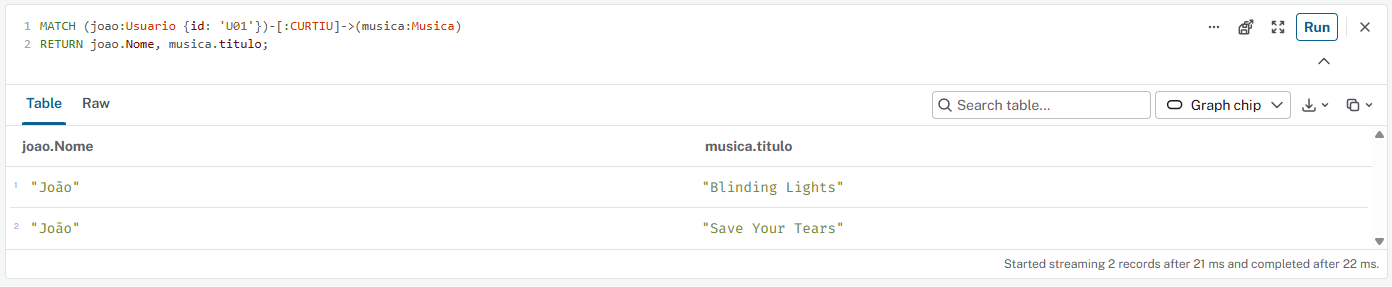 1 MATCH (joao:Usuario {id: 'U01'})-[:CURTIU]->(musica:Musica)
2 RETURN joao.Nome, musica.titulo;
... Run
Table Raw
Search table...
Graph chip
joao.Nome musica.titulo
1 "João" "Blinding Lights"
2 "João" "Save Your Tears"
Started streaming 2 records after 21 ms and completed after 22 ms.